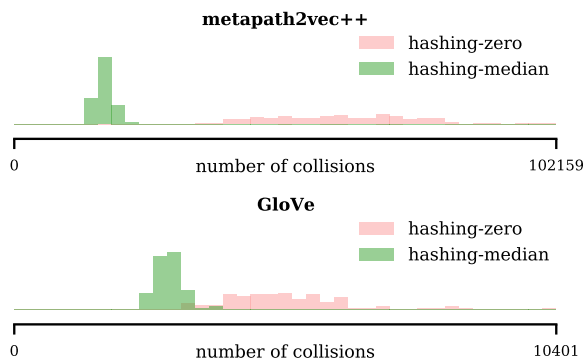 metapath2vec++
hashing-zero
hashing-median
0 number of collisions 102159
GloVe
hashing-zero
hashing-median
0 number of collisions 10401